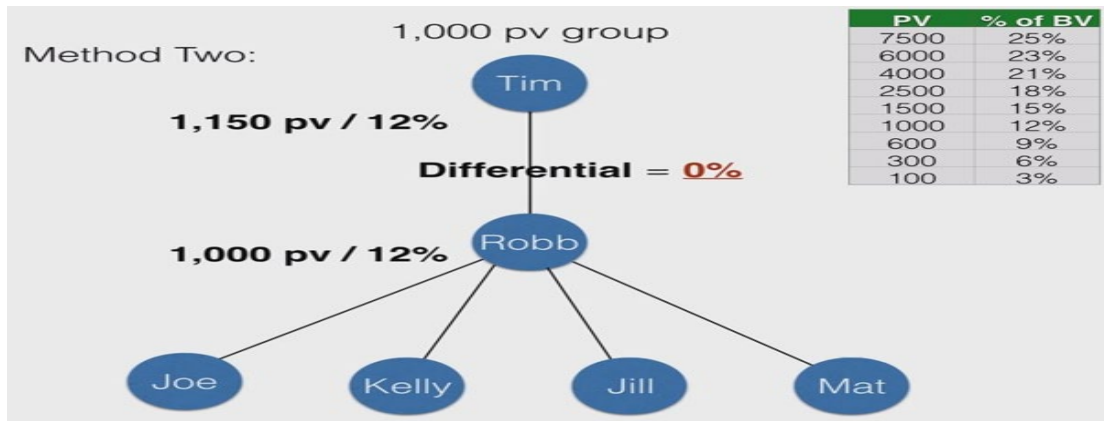 1,000 pv group
Method Two:
Tim
1,150 pv / 12%
Differential = 0%
1,000 pv / 12%
Robb
Joe
Kelly
Jill
Mat
PV % of BV
7500 25%
6000 23%
4000 21%
2500 18%
1500 15%
1000 12%
600 9%
300 6%
100 3%